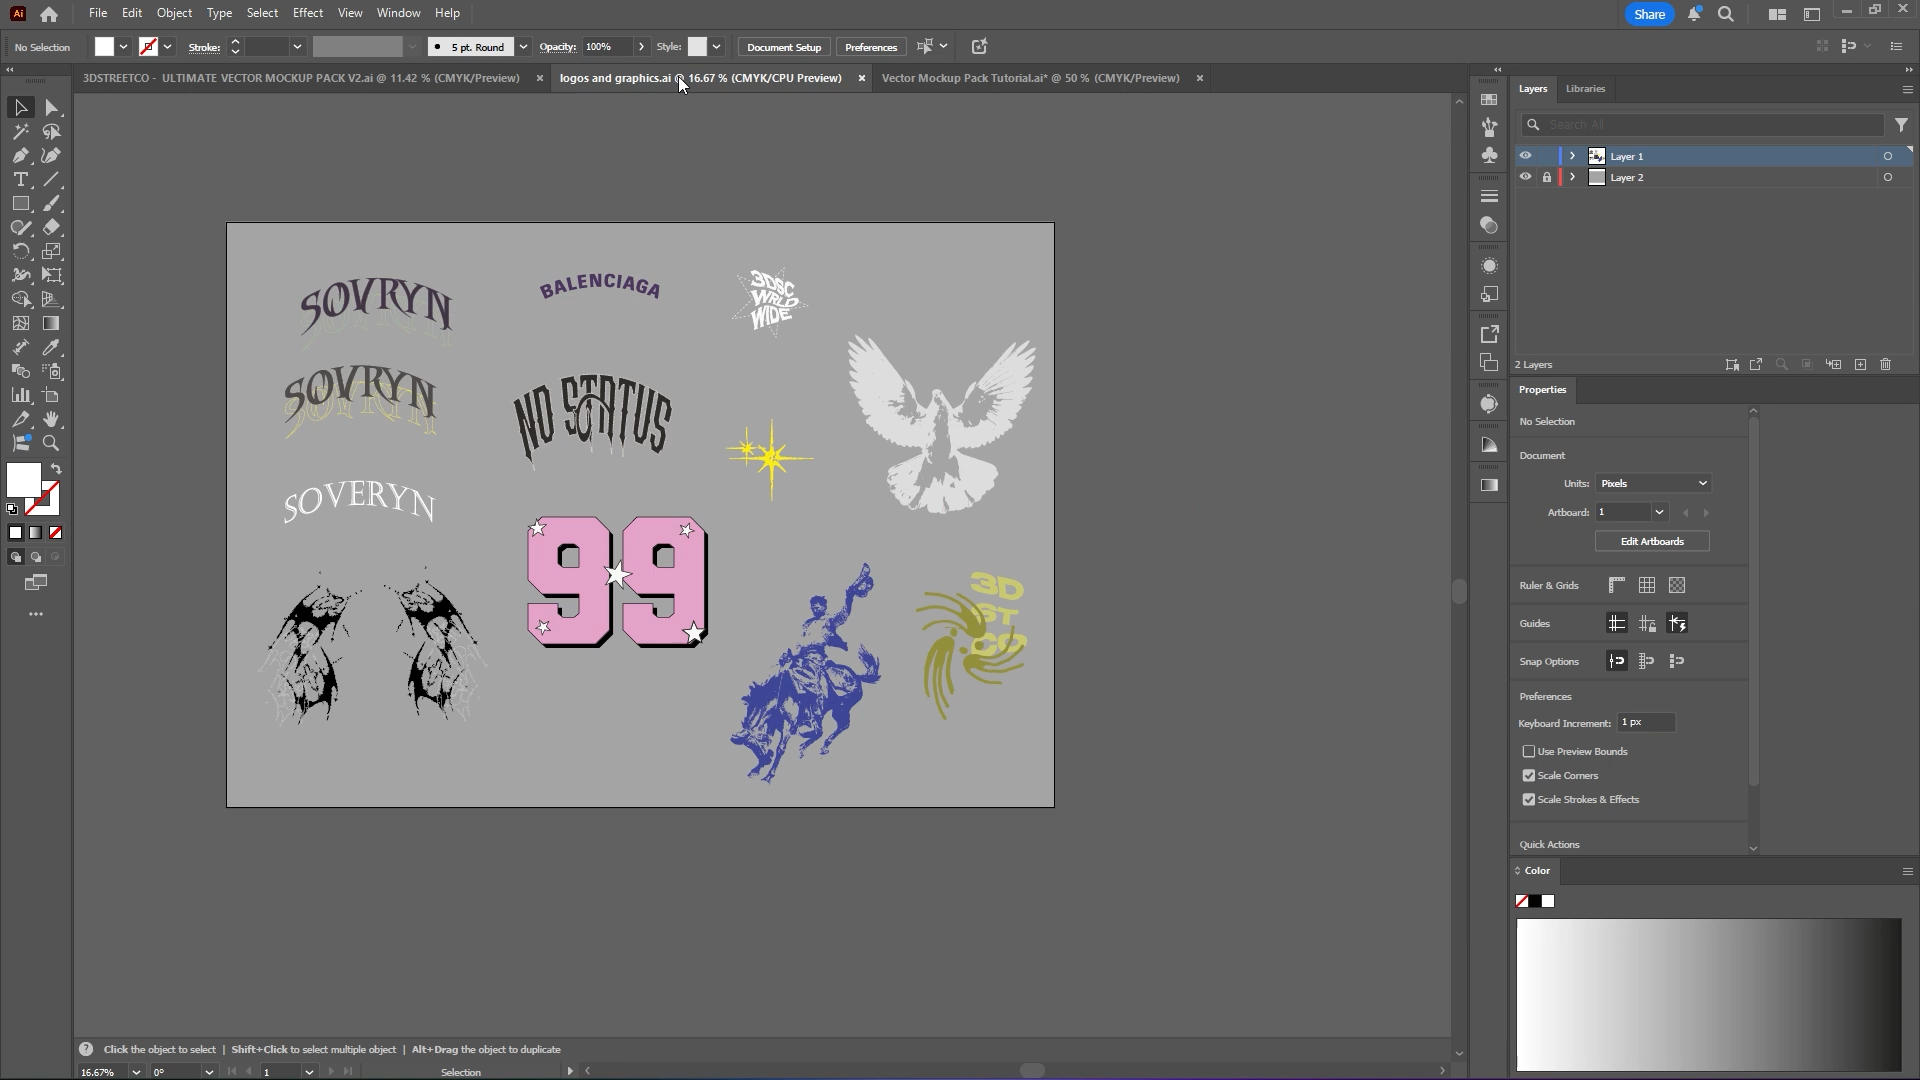 Ai File Edit Object Type Select Effect View Window Help Share
No Selection Stroke: 5 pt. Round Opacity: 100% Style: Document Setup Preferences
3DSTREETCO - ULTIMATE VECTOR MOCKUP PACK V2.ai @ 11.42 % (CMYK/Preview) × logos and graphics.ai @ 16.67 % (CMYK/CPU Preview) × Vector Mockup Pack Tutorial.ai* @ 50 % (CMYK/Preview) ×
Layers Libraries
Search All
Layer 1
Layer 2
2 Layers
SOVRYN
BALENCIAGA
3DSC
WRLD
WIDE
SOVRYN
SOVRYN
NO STATUS
SOVERYN
99
3D
ST
CO
Properties
No Selection
Document
Units: Pixels
Artboard: 1
Edit Artboards
Ruler & Grids
Guides
Snap Options
Preferences
Keyboard Increment: 1 px
Use Preview Bounds
Scale Corners
Scale Strokes & Effects
Quick Actions
Color
Click the object to select | Shift+Click to select multiple object | Alt+Drag the object to duplicate
16.67% 0° 1 Selection